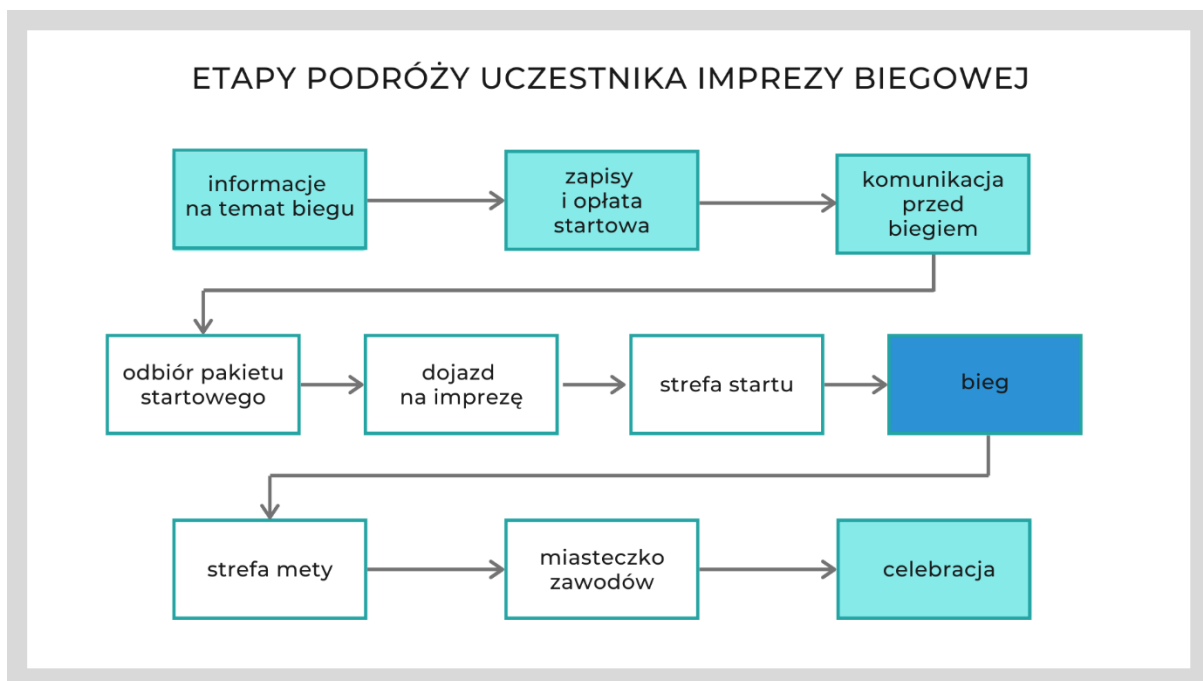 ETAPY PODRÓŻY UCZESTNIKA IMPREZY BIEGOWEJ
informacje
na temat biegu
zapisy
i opłata
startowa
komunikacja
przed
biegiem
odbiór pakietu
startowego
dojazd
na imprezę
strefa startu
bieg
strefa mety
miasteczko
zawodów
celebracja